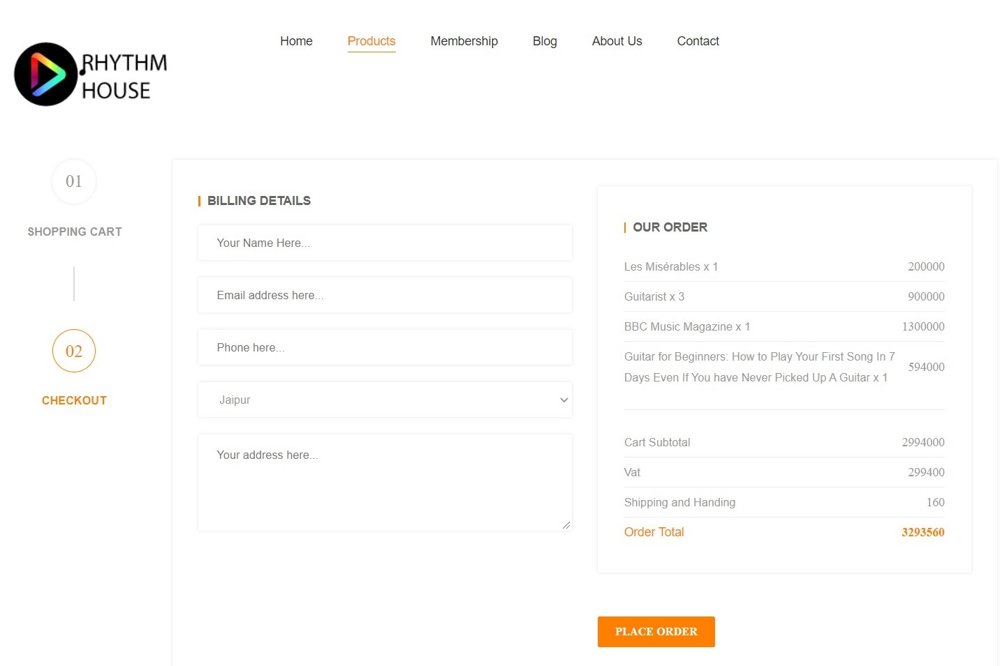 RHYTHM
HOUSE
Home
Products
Membership
Blog
About Us
Contact
01
SHOPPING CART
02
CHECKOUT
BILLING DETAILS
Your Name Here...
Email address here...
Phone here...
Jaipur
Your address here...
OUR ORDER
Les Misérables x 1 200000
Guitarist x 3 900000
BBC Music Magazine x 1 1300000
Guitar for Beginners: How to Play Your First Song In 7
Days Even If You have Never Picked Up A Guitar x 1 594000
Cart Subtotal 2994000
Vat 299400
Shipping and Handing 160
Order Total 3293560
PLACE ORDER